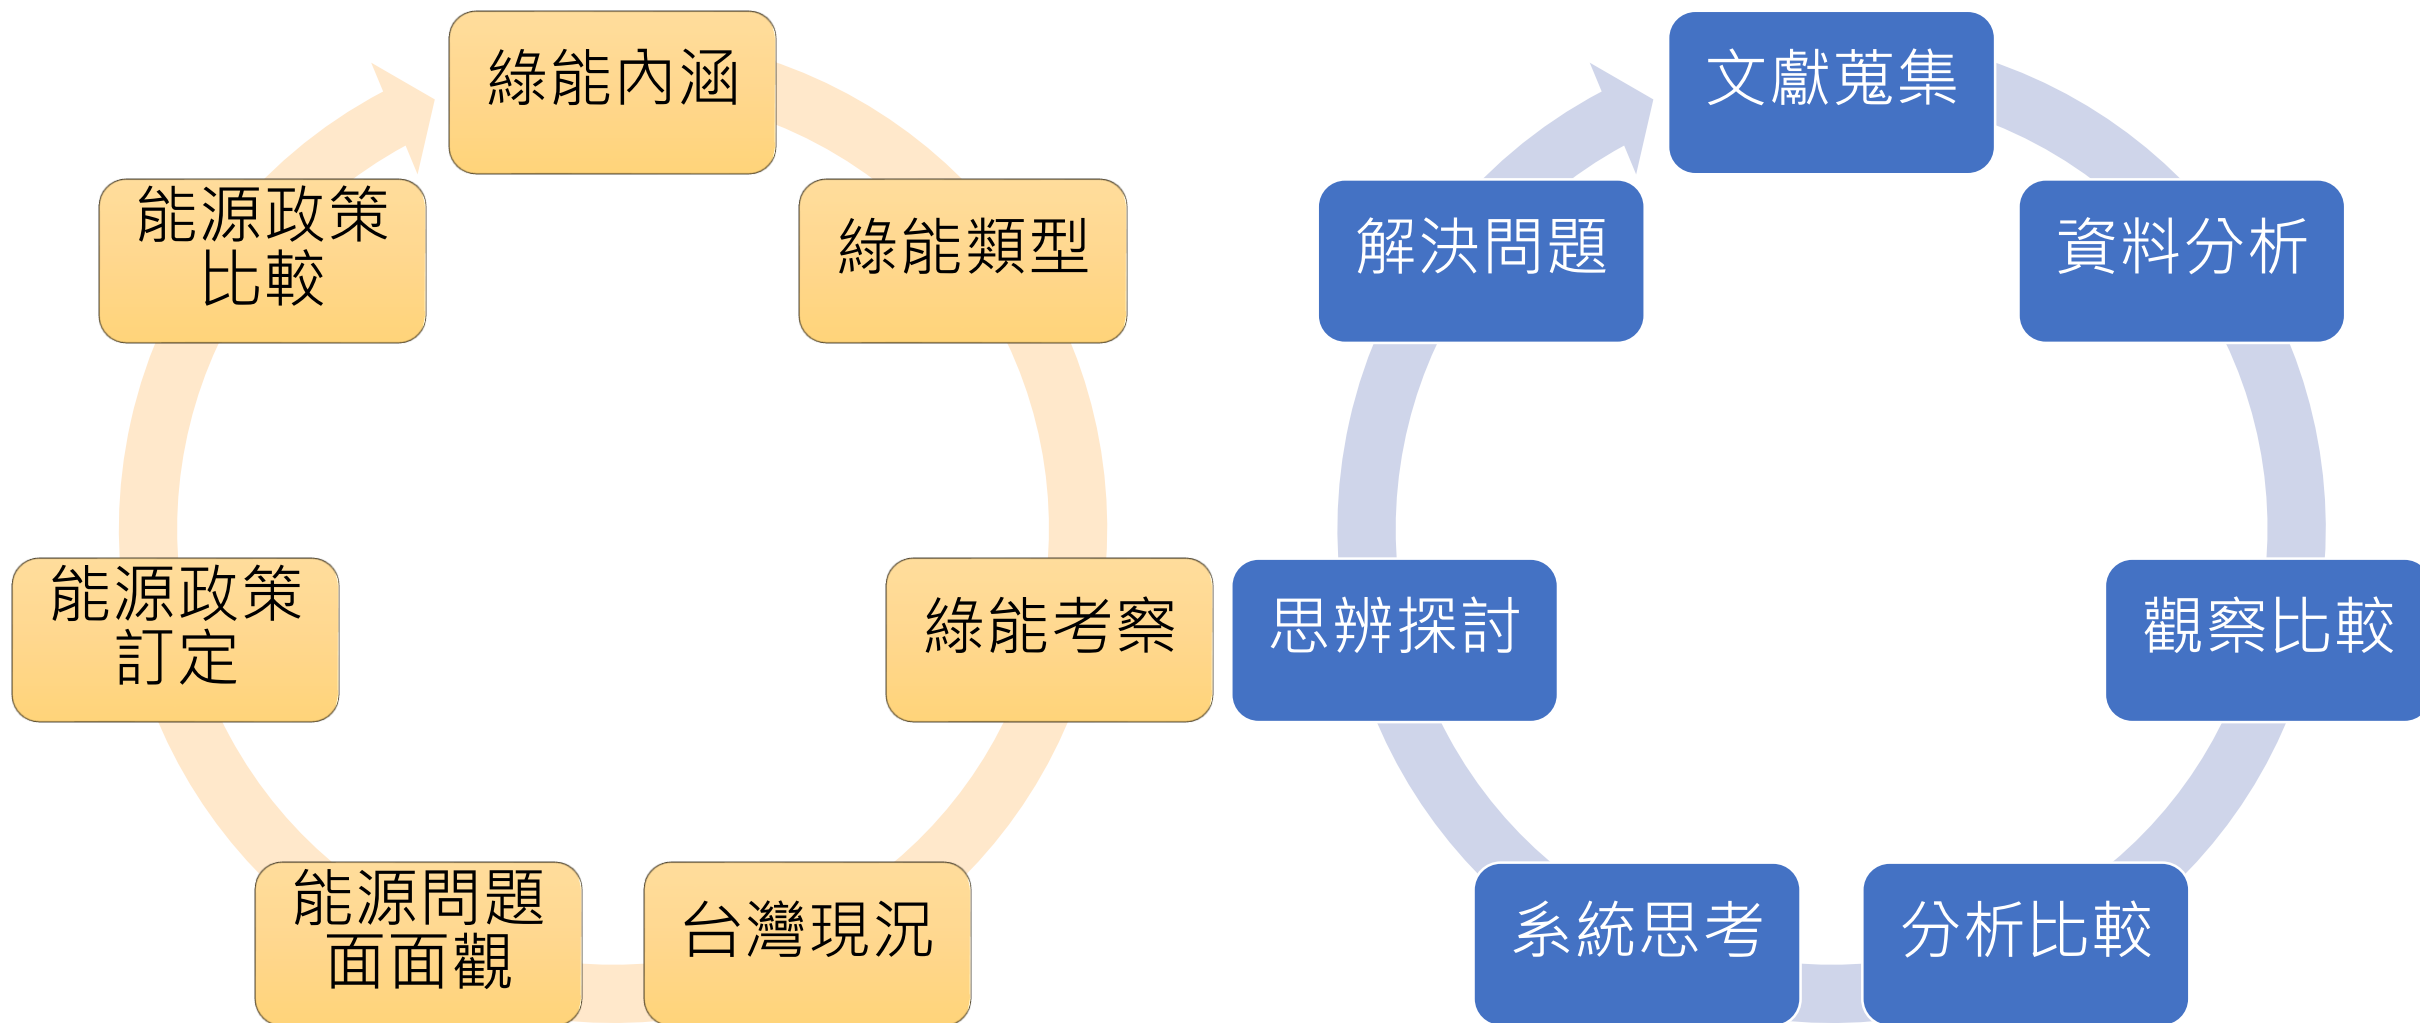 綠能內涵
綠能類型
綠能考察
台灣現況
能源問題
面面觀
能源政策
訂定
能源政策
比較
文獻蒐集
資料分析
觀察比較
分析比較
系統思考
思辨探討
解決問題